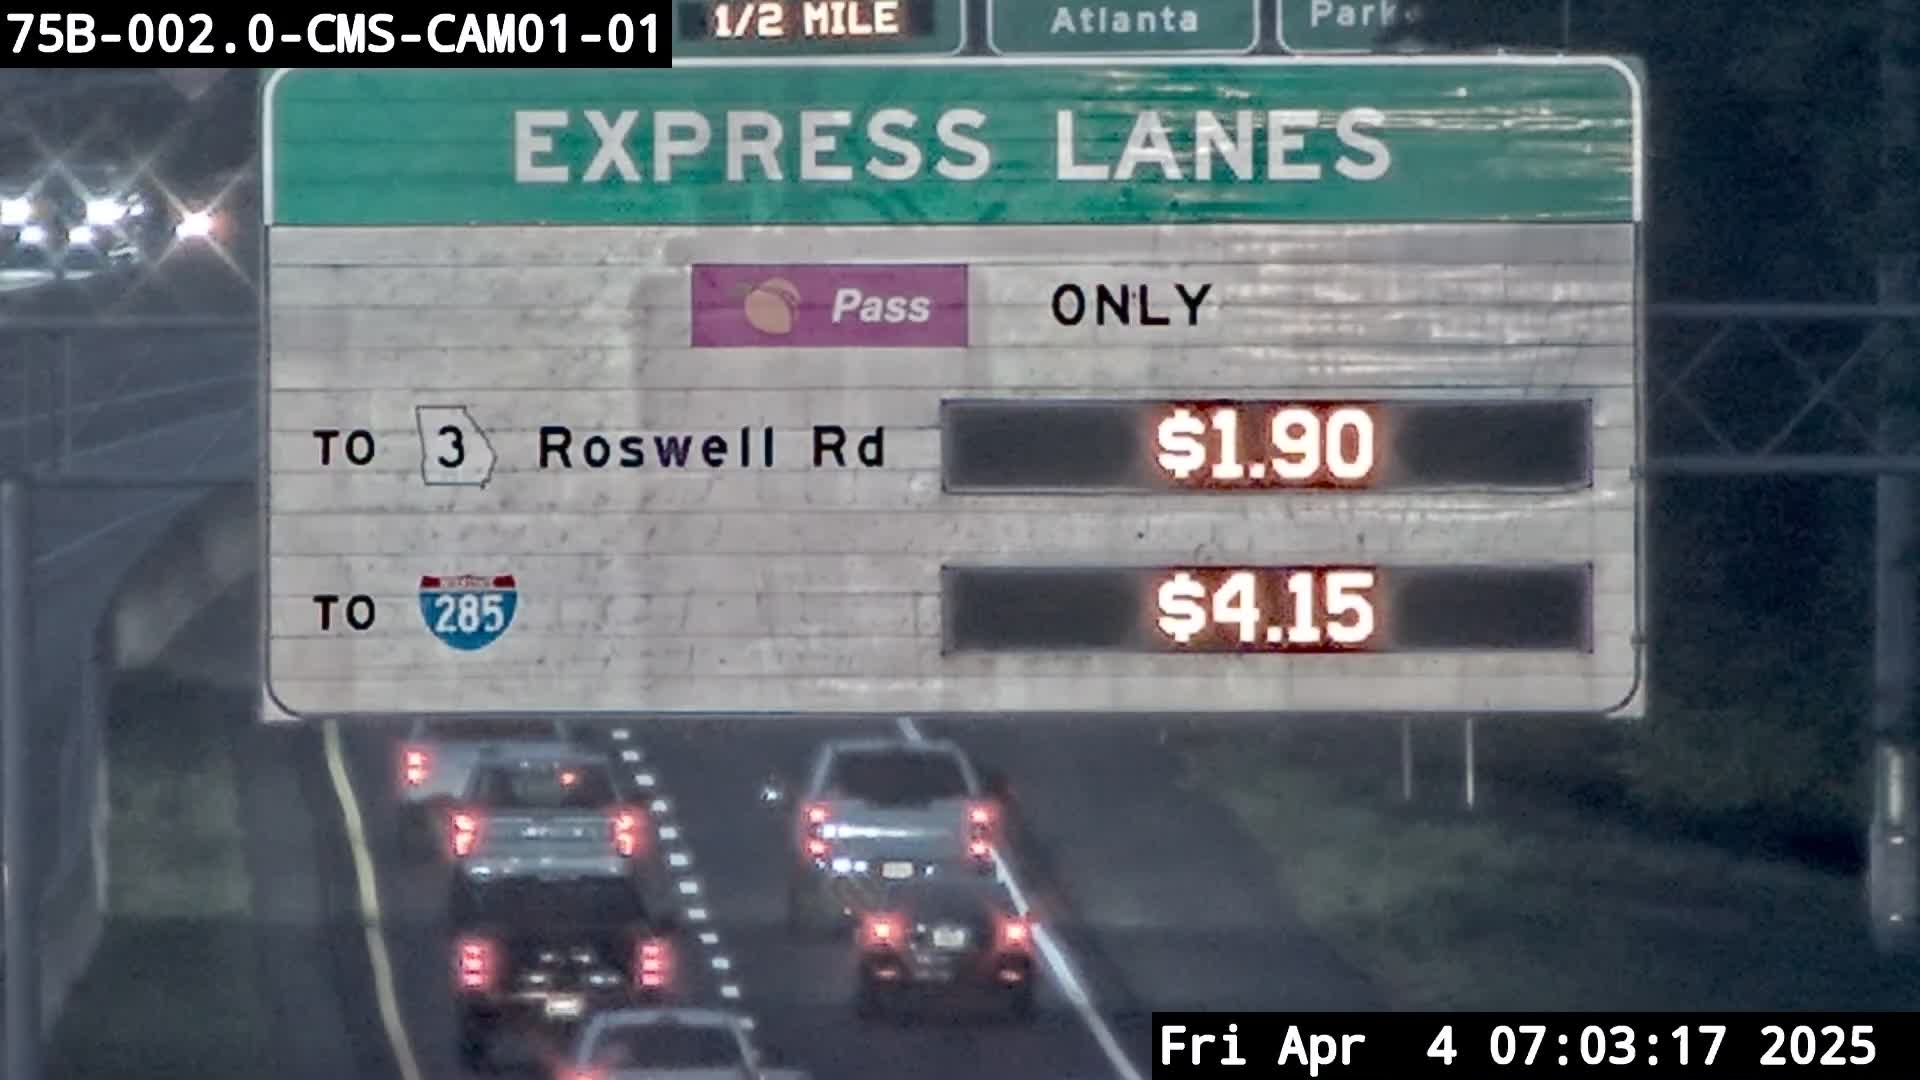 75B-002.0-CMS-CAM01-01
1/2 MILE
Atlanta
Park
EXPRESS LANES
Pass ONLY
TO 3 Roswell Rd $1.90
TO 285 $4.15
Fri Apr 4 07:03:17 2025